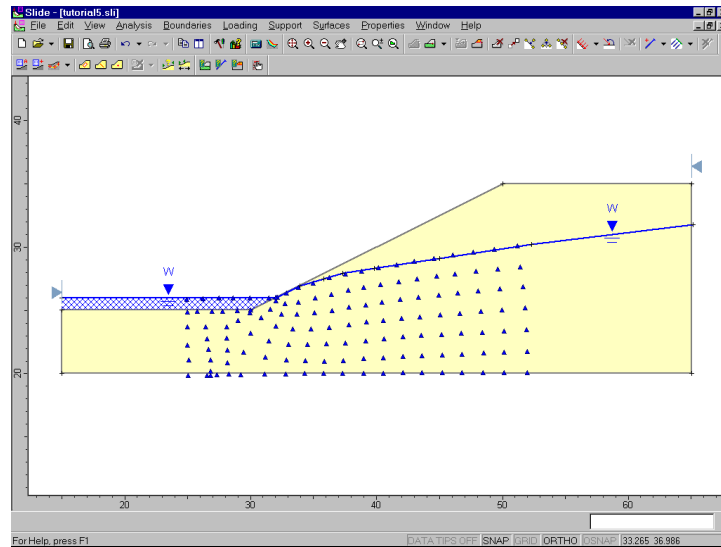 Slide - [tutorial5.sli]
File Edit View Analysis Boundaries Loading Support Surfaces Properties Window Help
40
30
20
W
W
20 30 40 50 60
For Help, press F1 DATA TIPS OFF SNAP GRID ORTHO OSNAP 33.265 36.986